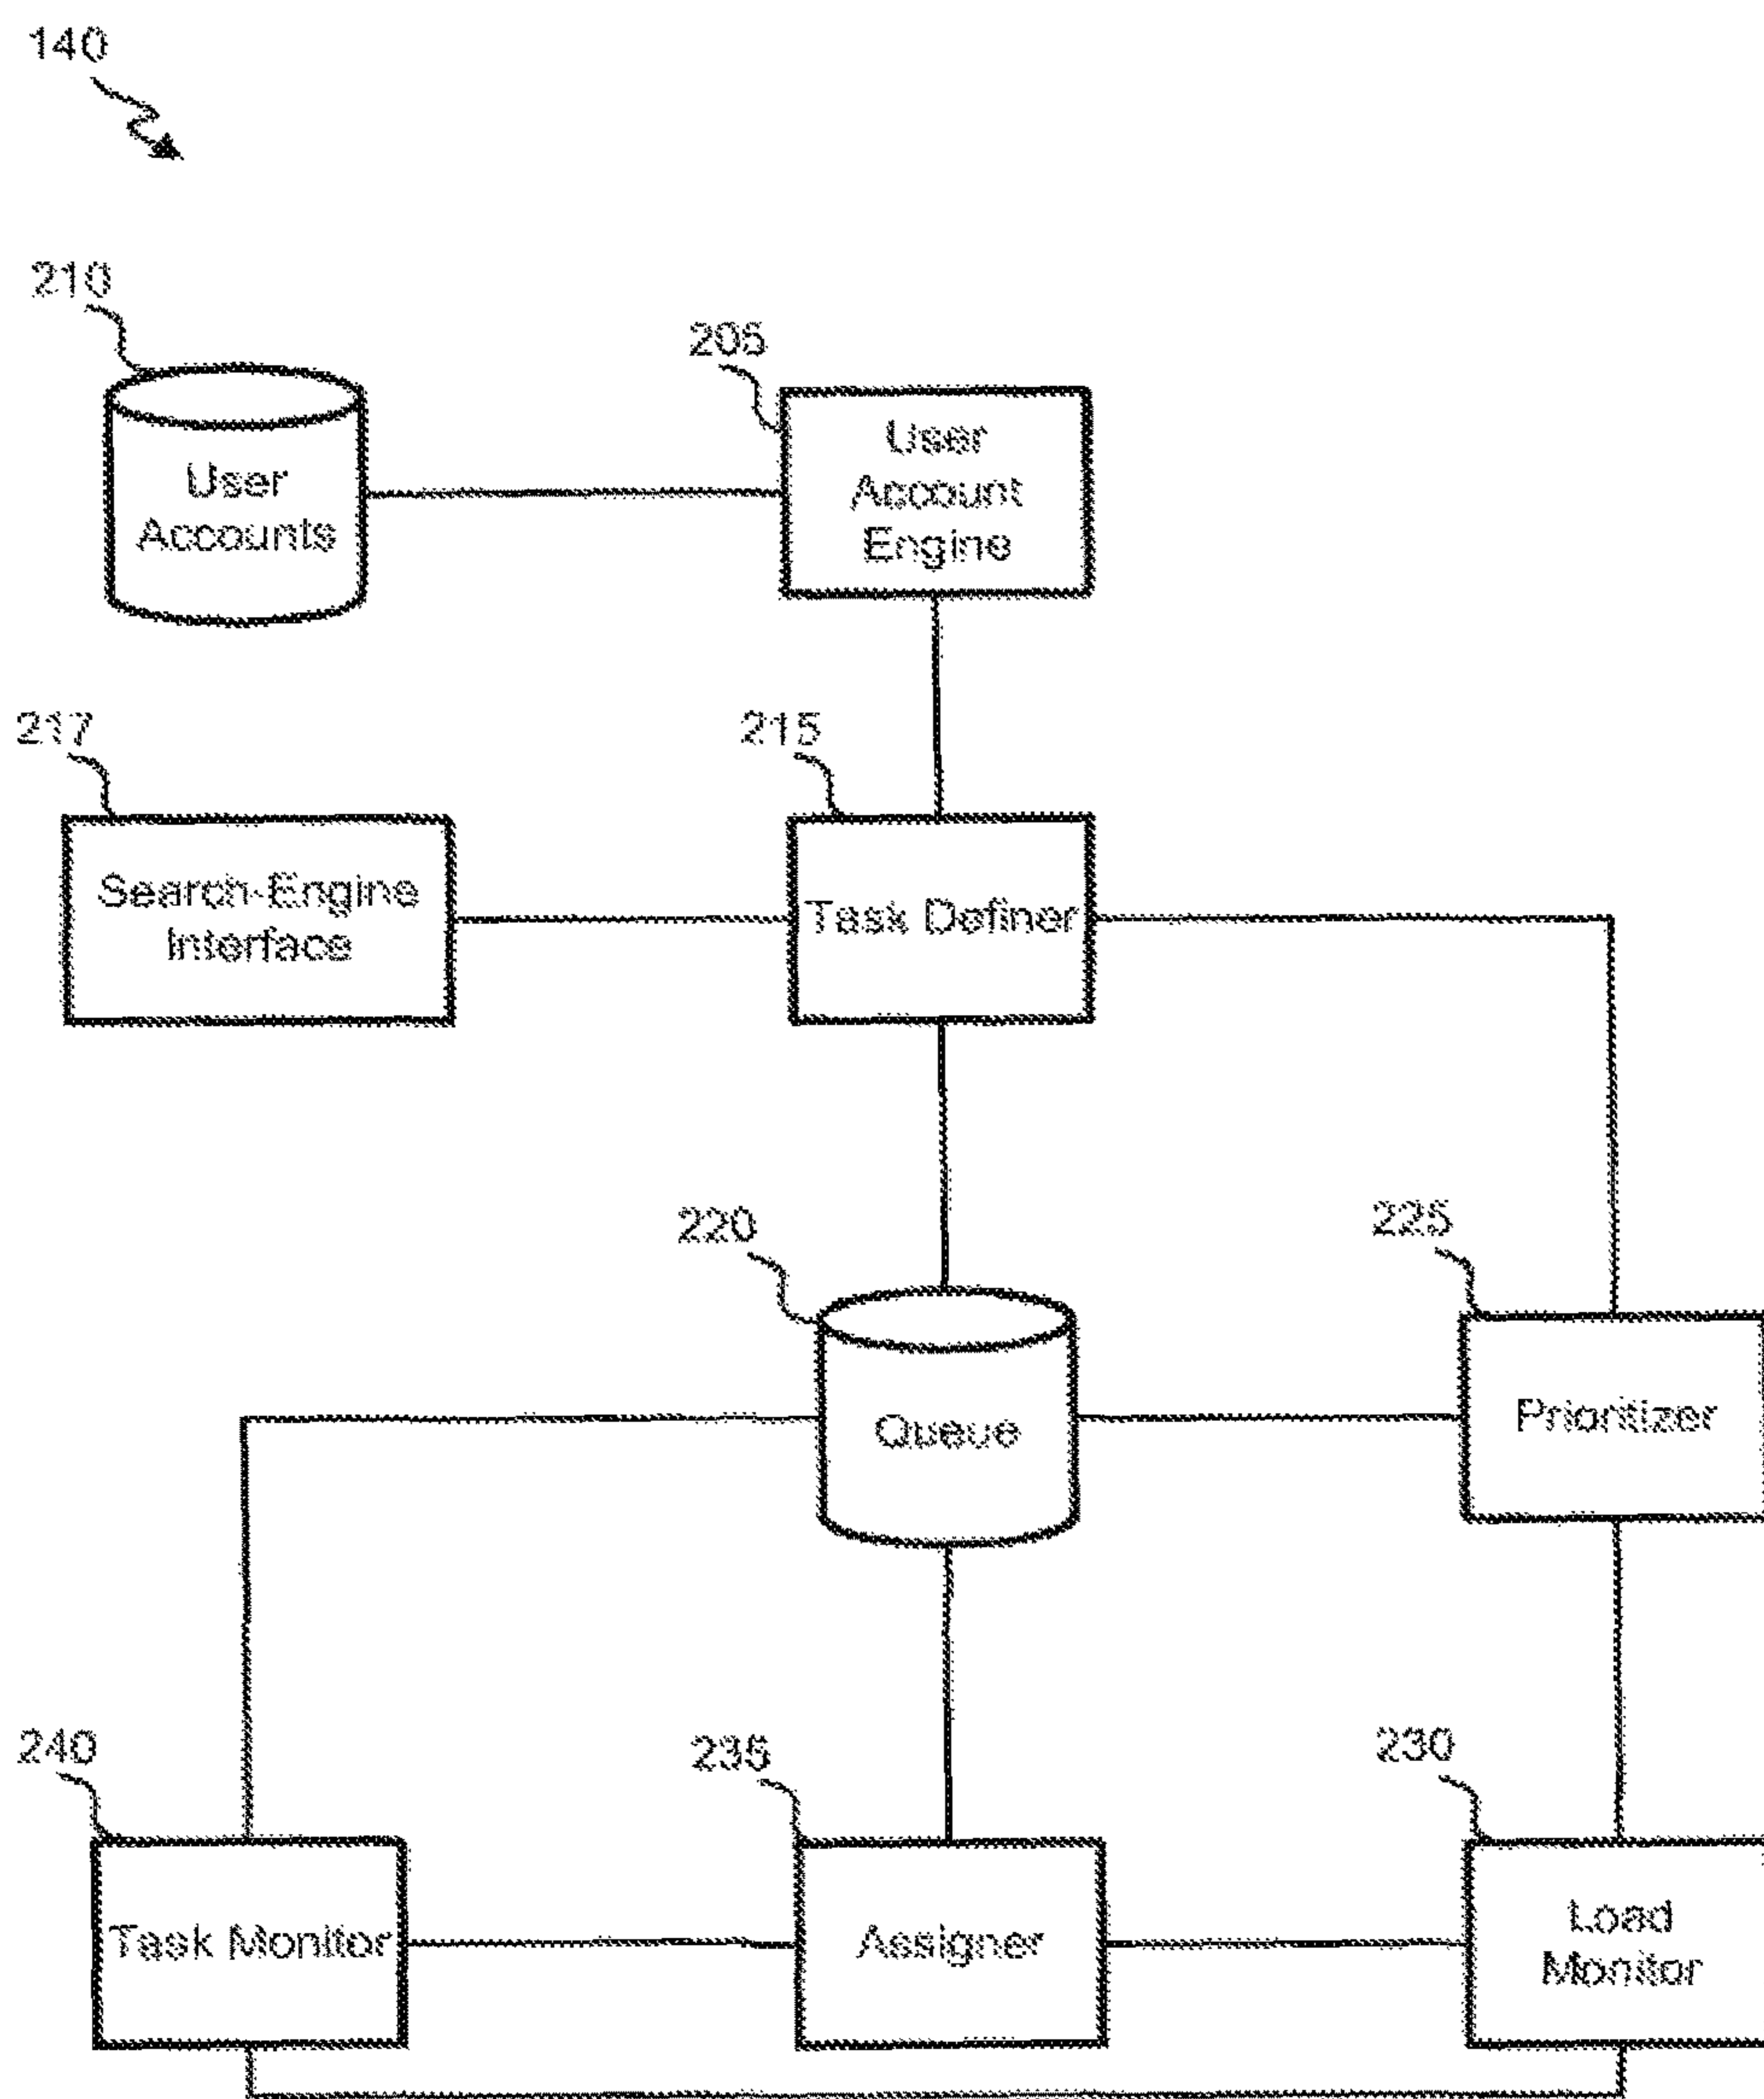 140
210
205
User
Accounts
User
Account
Engine
217
215
Search-Engine
Interface
Task Definer
220
225
Queue
Prioritizer
240
235
230
Task Monitor
Assigner
Load
Monitor